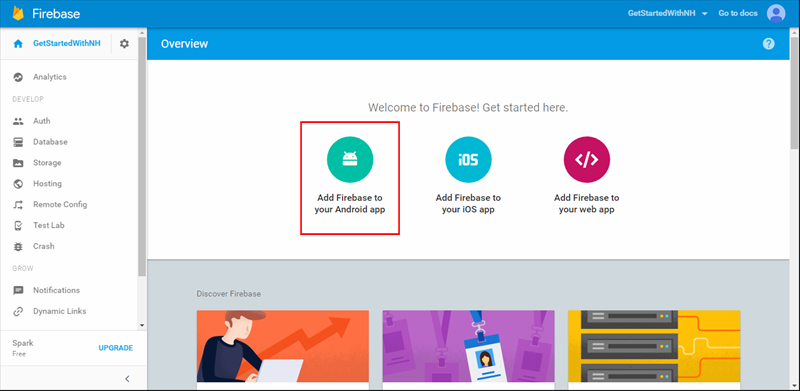 Firebase
GetStartedWithNH
Go to docs
GetStartedWithNH
Overview
Analytics
DEVELOP
Auth
Database
Storage
Hosting
Remote Config
Test Lab
Crash
GROW
Notifications
Dynamic Links
Spark
Free
UPGRADE
Welcome to Firebase! Get started here.
Add Firebase to
your Android app
iOS
Add Firebase to
your iOS app
</>
Add Firebase to
your web app
Discover Firebase